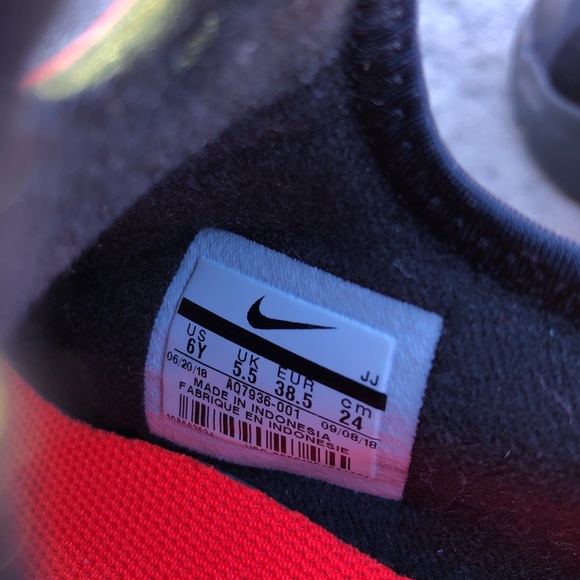 JJ
US UK EUR cm
6Y 5.5 38.5 24
06/20/18 AQ7936-001 09/08/18
MADE IN INDONESIA
FABRIQUE EN INDONESIE